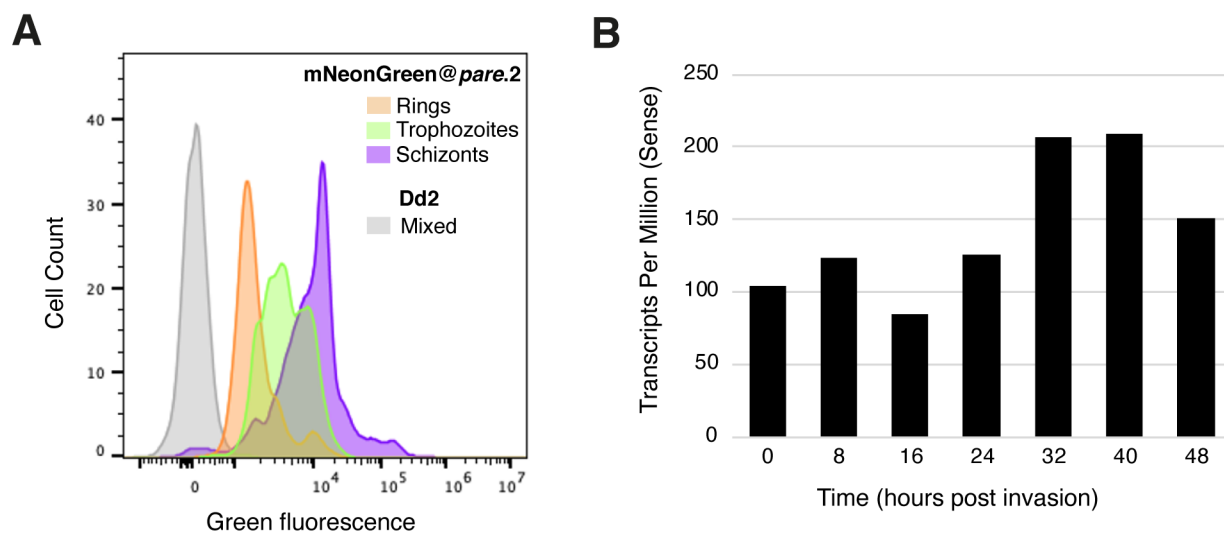 A
mNeonGreen@pare.2
Rings
Trophozoites
Schizonts
Dd2
Mixed
40
30
20
10
0
Cell Count
0
10^4
10^5
10^6
10^7
Green fluorescence
B
250
200
150
100
50
0
Transcripts Per Million (Sense)
0 8 16 24 32 40 48
Time (hours post invasion)